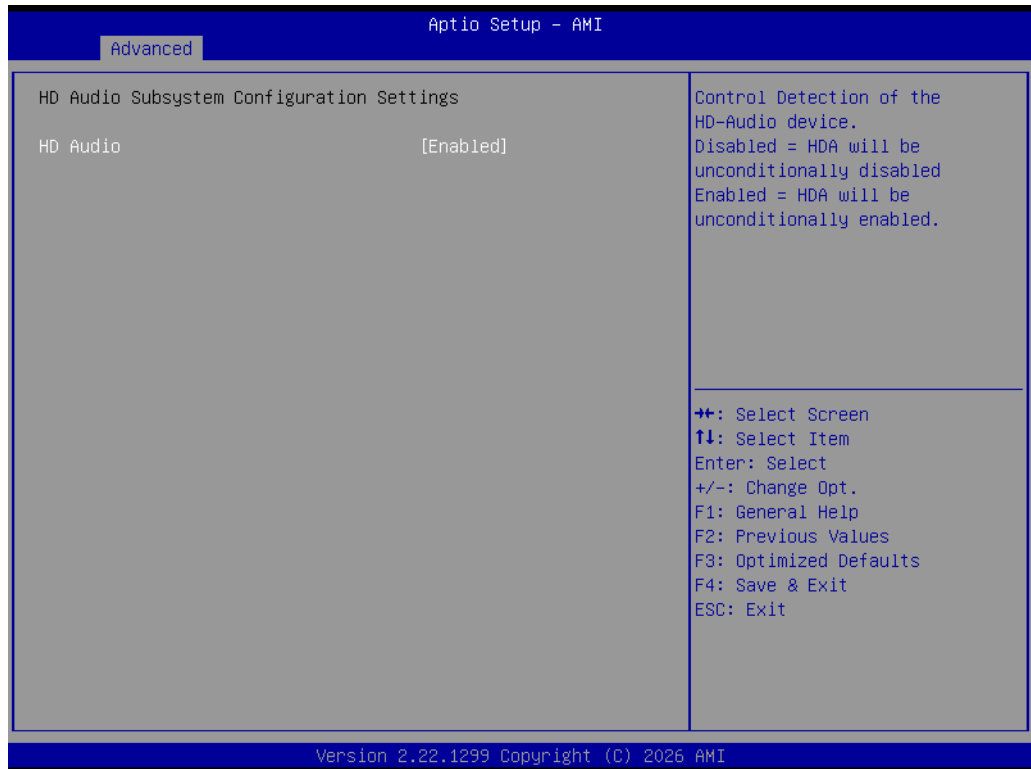 Aptio Setup – AMI
Advanced
HD Audio Subsystem Configuration Settings
HD Audio [Enabled]
Control Detection of the
HD-Audio device.
Disabled = HDA will be
unconditionally disabled
Enabled = HDA will be
unconditionally enabled.
→←: Select Screen
↑↓: Select Item
Enter: Select
+/-: Change Opt.
F1: General Help
F2: Previous Values
F3: Optimized Defaults
F4: Save & Exit
ESC: Exit
Version 2.22.1299 Copyright (C) 2026 AMI